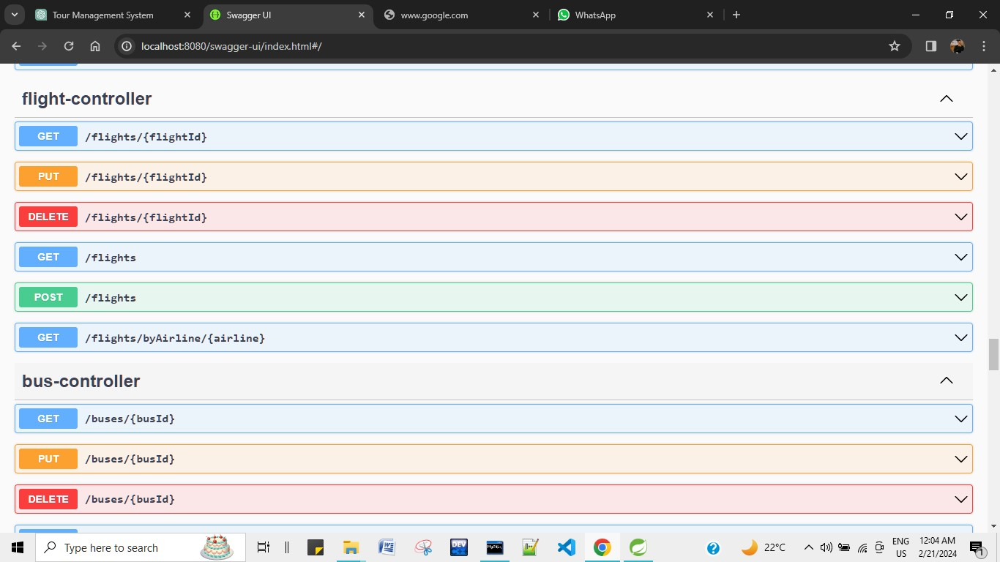 Tour Management System
Swagger UI
www.google.com
WhatsApp
localhost:8080/swagger-ui/index.html#/
flight-controller
GET /flights/{flightId}
PUT /flights/{flightId}
DELETE /flights/{flightId}
GET /flights
POST /flights
GET /flights/byAirline/{airline}
bus-controller
GET /buses/{busId}
PUT /buses/{busId}
DELETE /buses/{busId}
Type here to search
DEV
MySQL
22°C
ENG
US
12:04 AM
2/21/2024
1